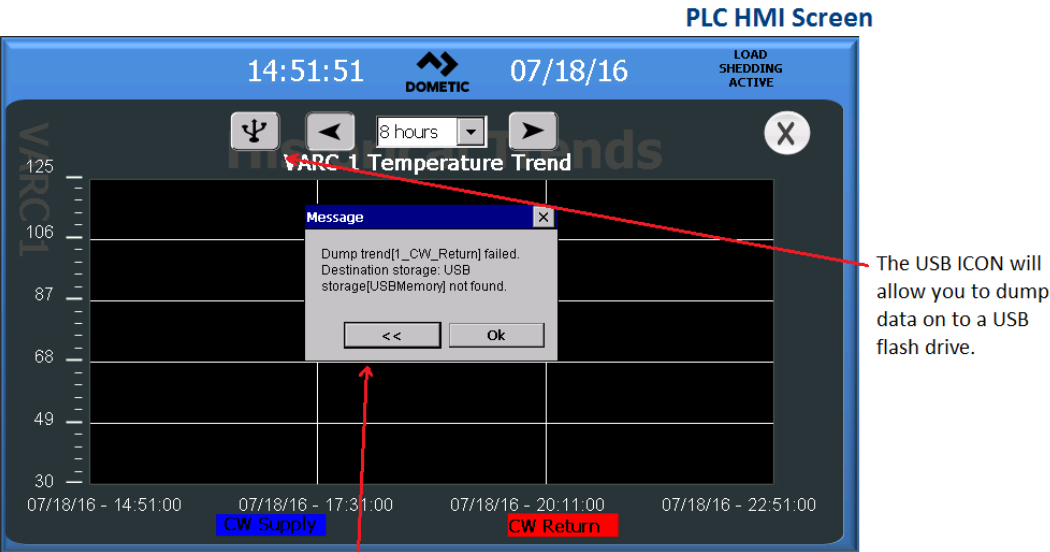 PLC HMI Screen
14:51:51
DOMETIC
07/18/16
LOAD
SHEDDING
ACTIVE
8 hours
X
Historical Trends
VARC 1 Temperature Trend
VARC1
125
106
87
68
49
30
Message
Dump trend[1_CW_Return] failed.
Destination storage: USB
storage[USBMemory] not found.
<<
Ok
07/18/16 - 14:51:00
07/18/16 - 17:31:00
07/18/16 - 20:11:00
07/18/16 - 22:51:00
CW Supply
CW Return
The USB ICON will
allow you to dump
data on to a USB
flash drive.